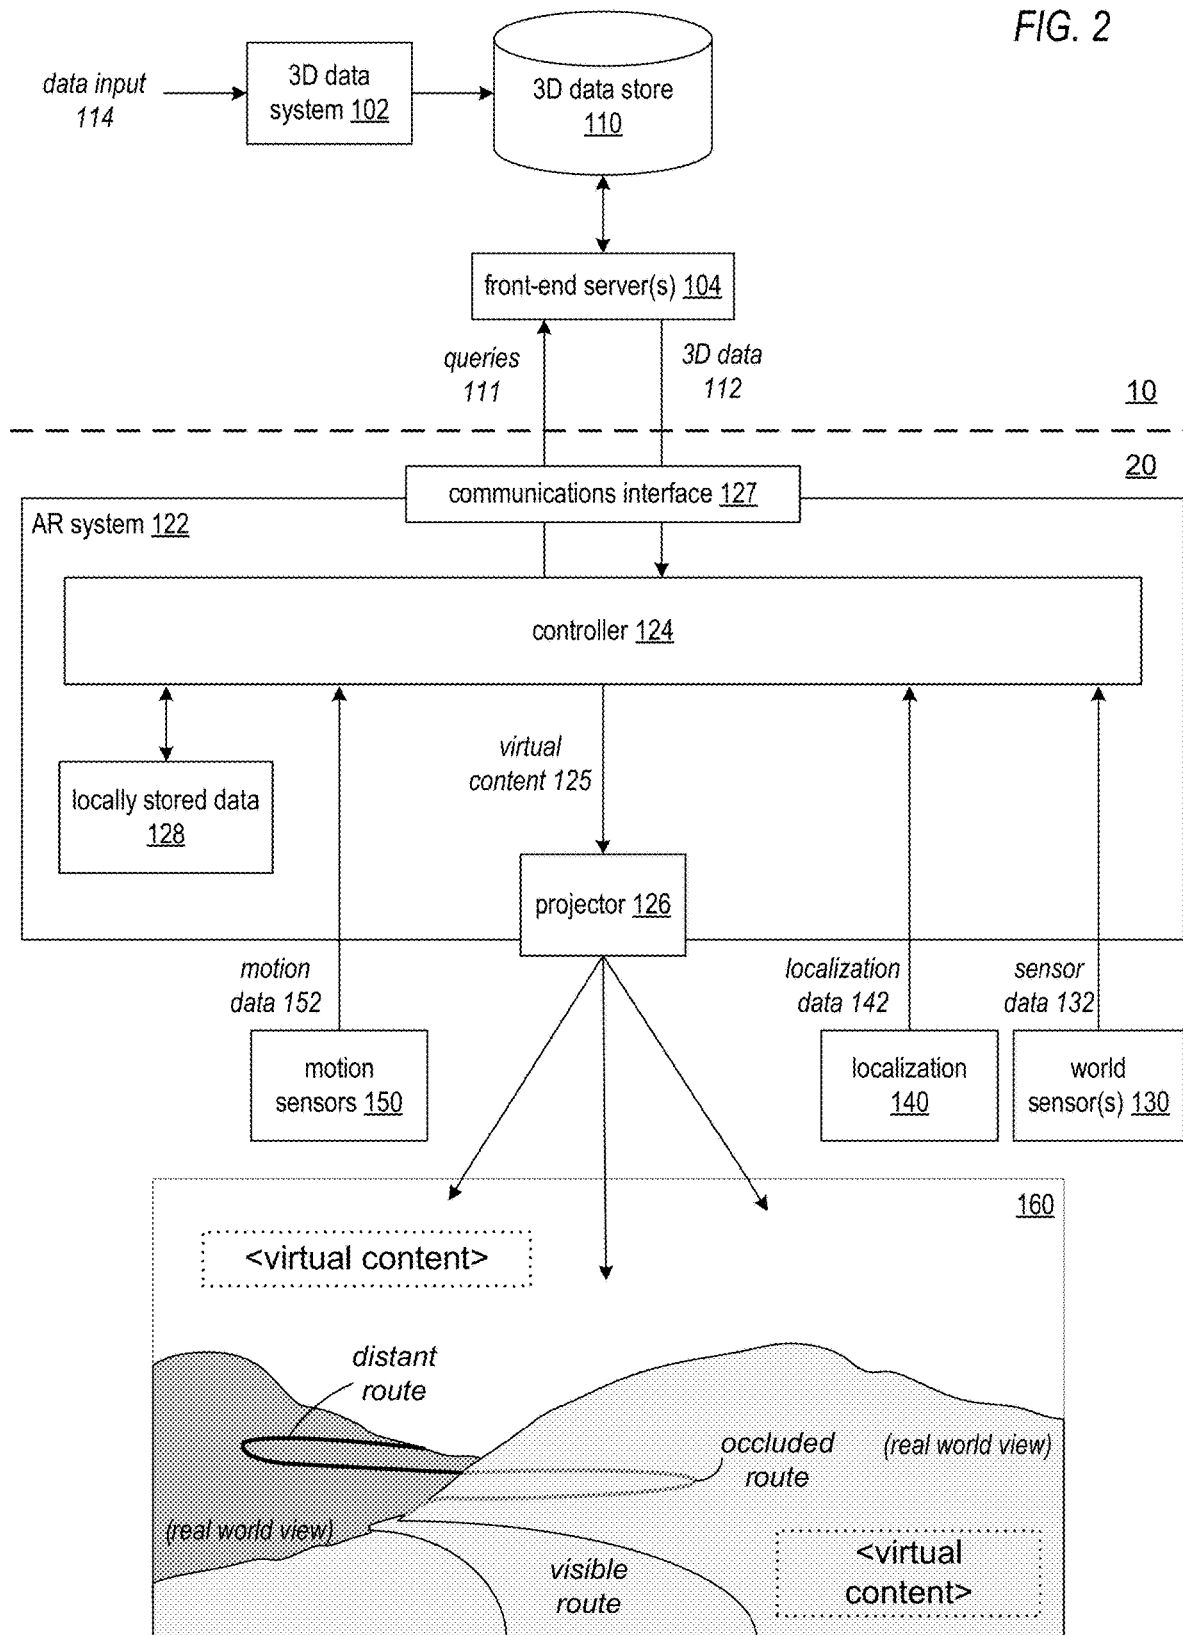 FIG. 2
data input
114
3D data
system 102
3D data store
110
front-end server(s) 104
queries
111
3D data
112
10
20
communications interface 127
AR system 122
controller 124
virtual
content 125
locally stored data
128
projector 126
motion
data 152
localization
data 142
sensor
data 132
motion
sensors 150
localization
140
world
sensor(s) 130
160
<virtual content>
distant
route
occluded
route
(real world view)
(real world view)
visible
route
<virtual
content>